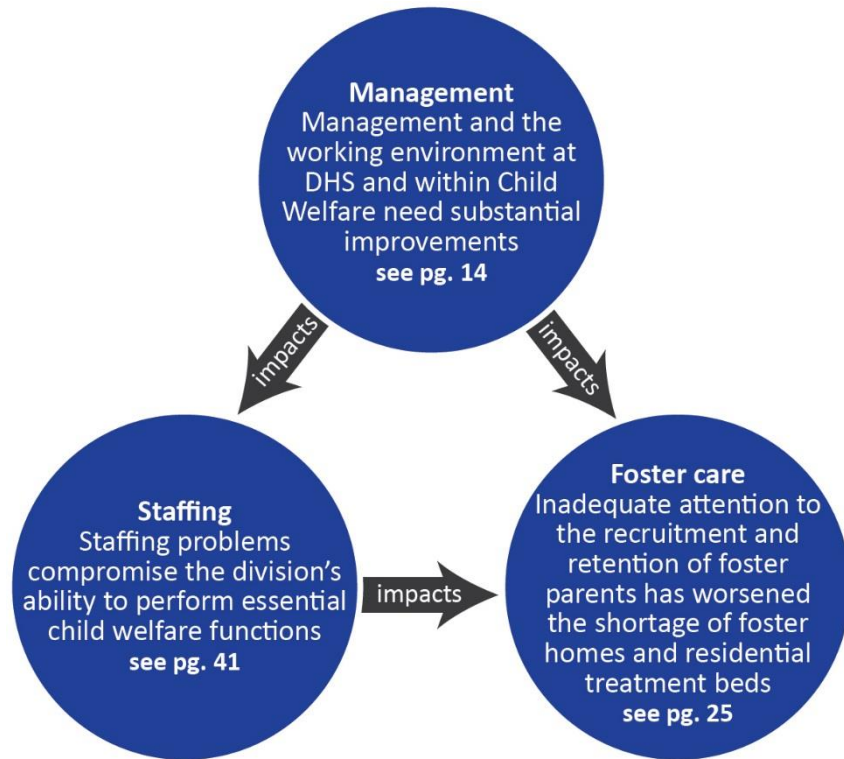 Management
Management and the
working environment at
DHS and within Child
Welfare need substantial
improvements
see pg. 14
impacts
impacts
Staffing
Staffing problems
compromise the division’s
ability to perform essential
child welfare functions
see pg. 41
impacts
Foster care
Inadequate attention to
the recruitment and
retention of foster
parents has worsened
the shortage of foster
homes and residential
treatment beds
see pg. 25